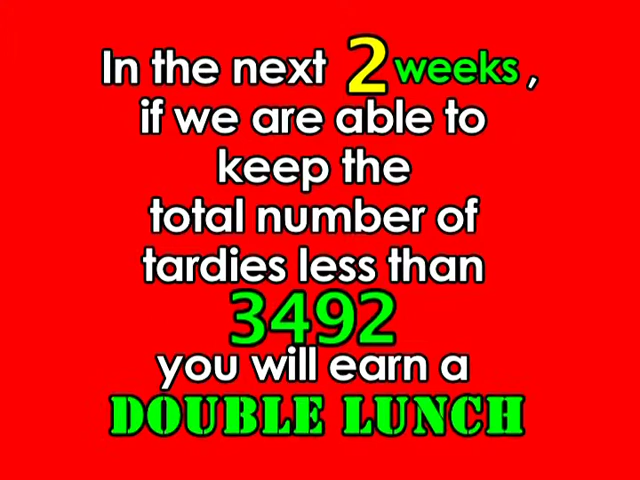 In the next 2 weeks,
if we are able to
keep the
total number of
tardies less than
3492
you will earn a
DOUBLE LUNCH